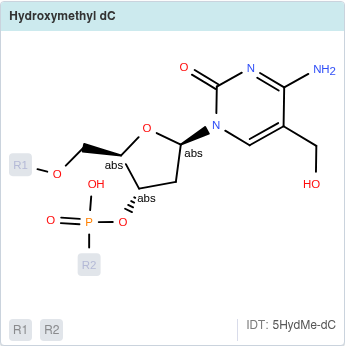 Hydroxymethyl dC
O
N
NH2
N
O
abs
abs
R1
O
OH
abs
HO
O
P
O
R2
R1 R2
IDT: 5HydMe-dC